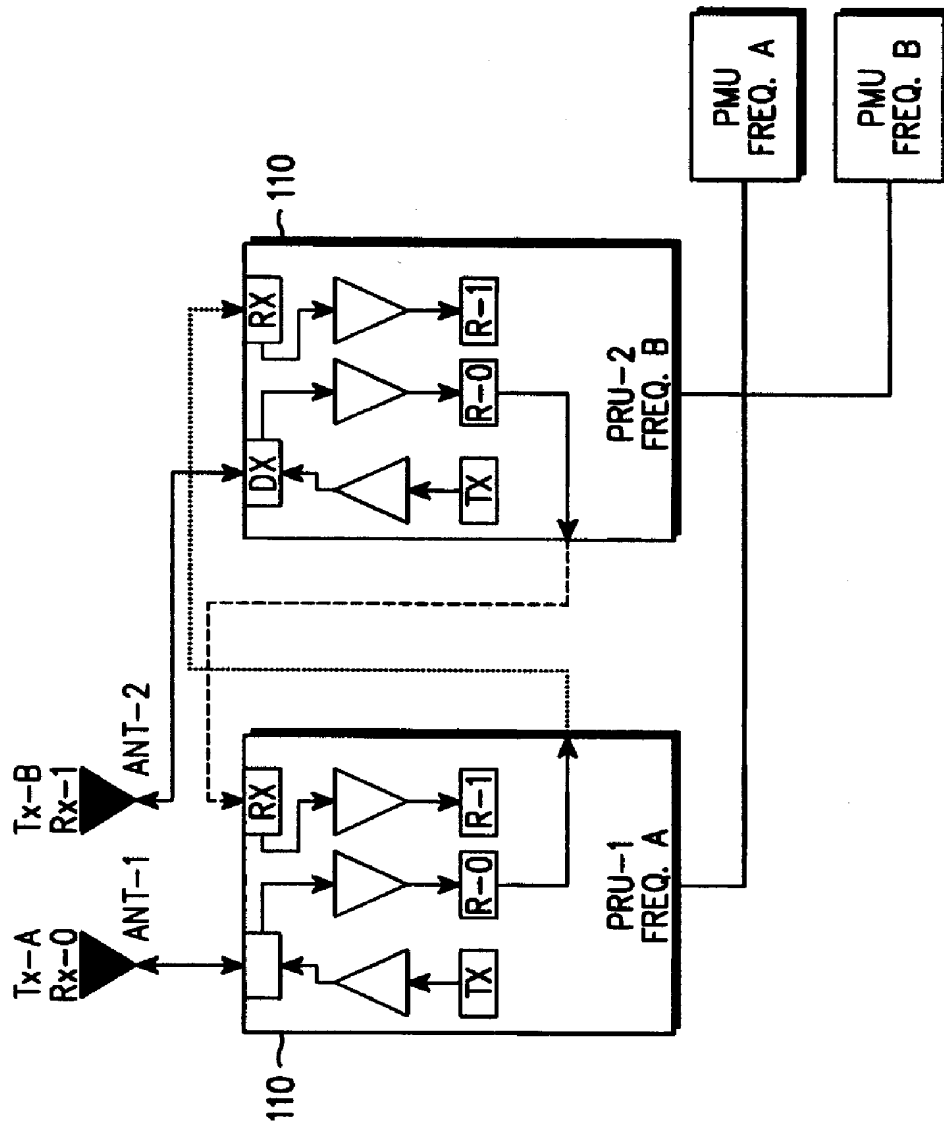 Tx-A
Rx-0
ANT-1
Tx-B
Rx-1
ANT-2
110
TX
R-0
R-1
RX
PRU-1
FREQ. A
110
DX
TX
R-0
R-1
RX
PRU-2
FREQ. B
PMU
FREQ. A
PMU
FREQ. B